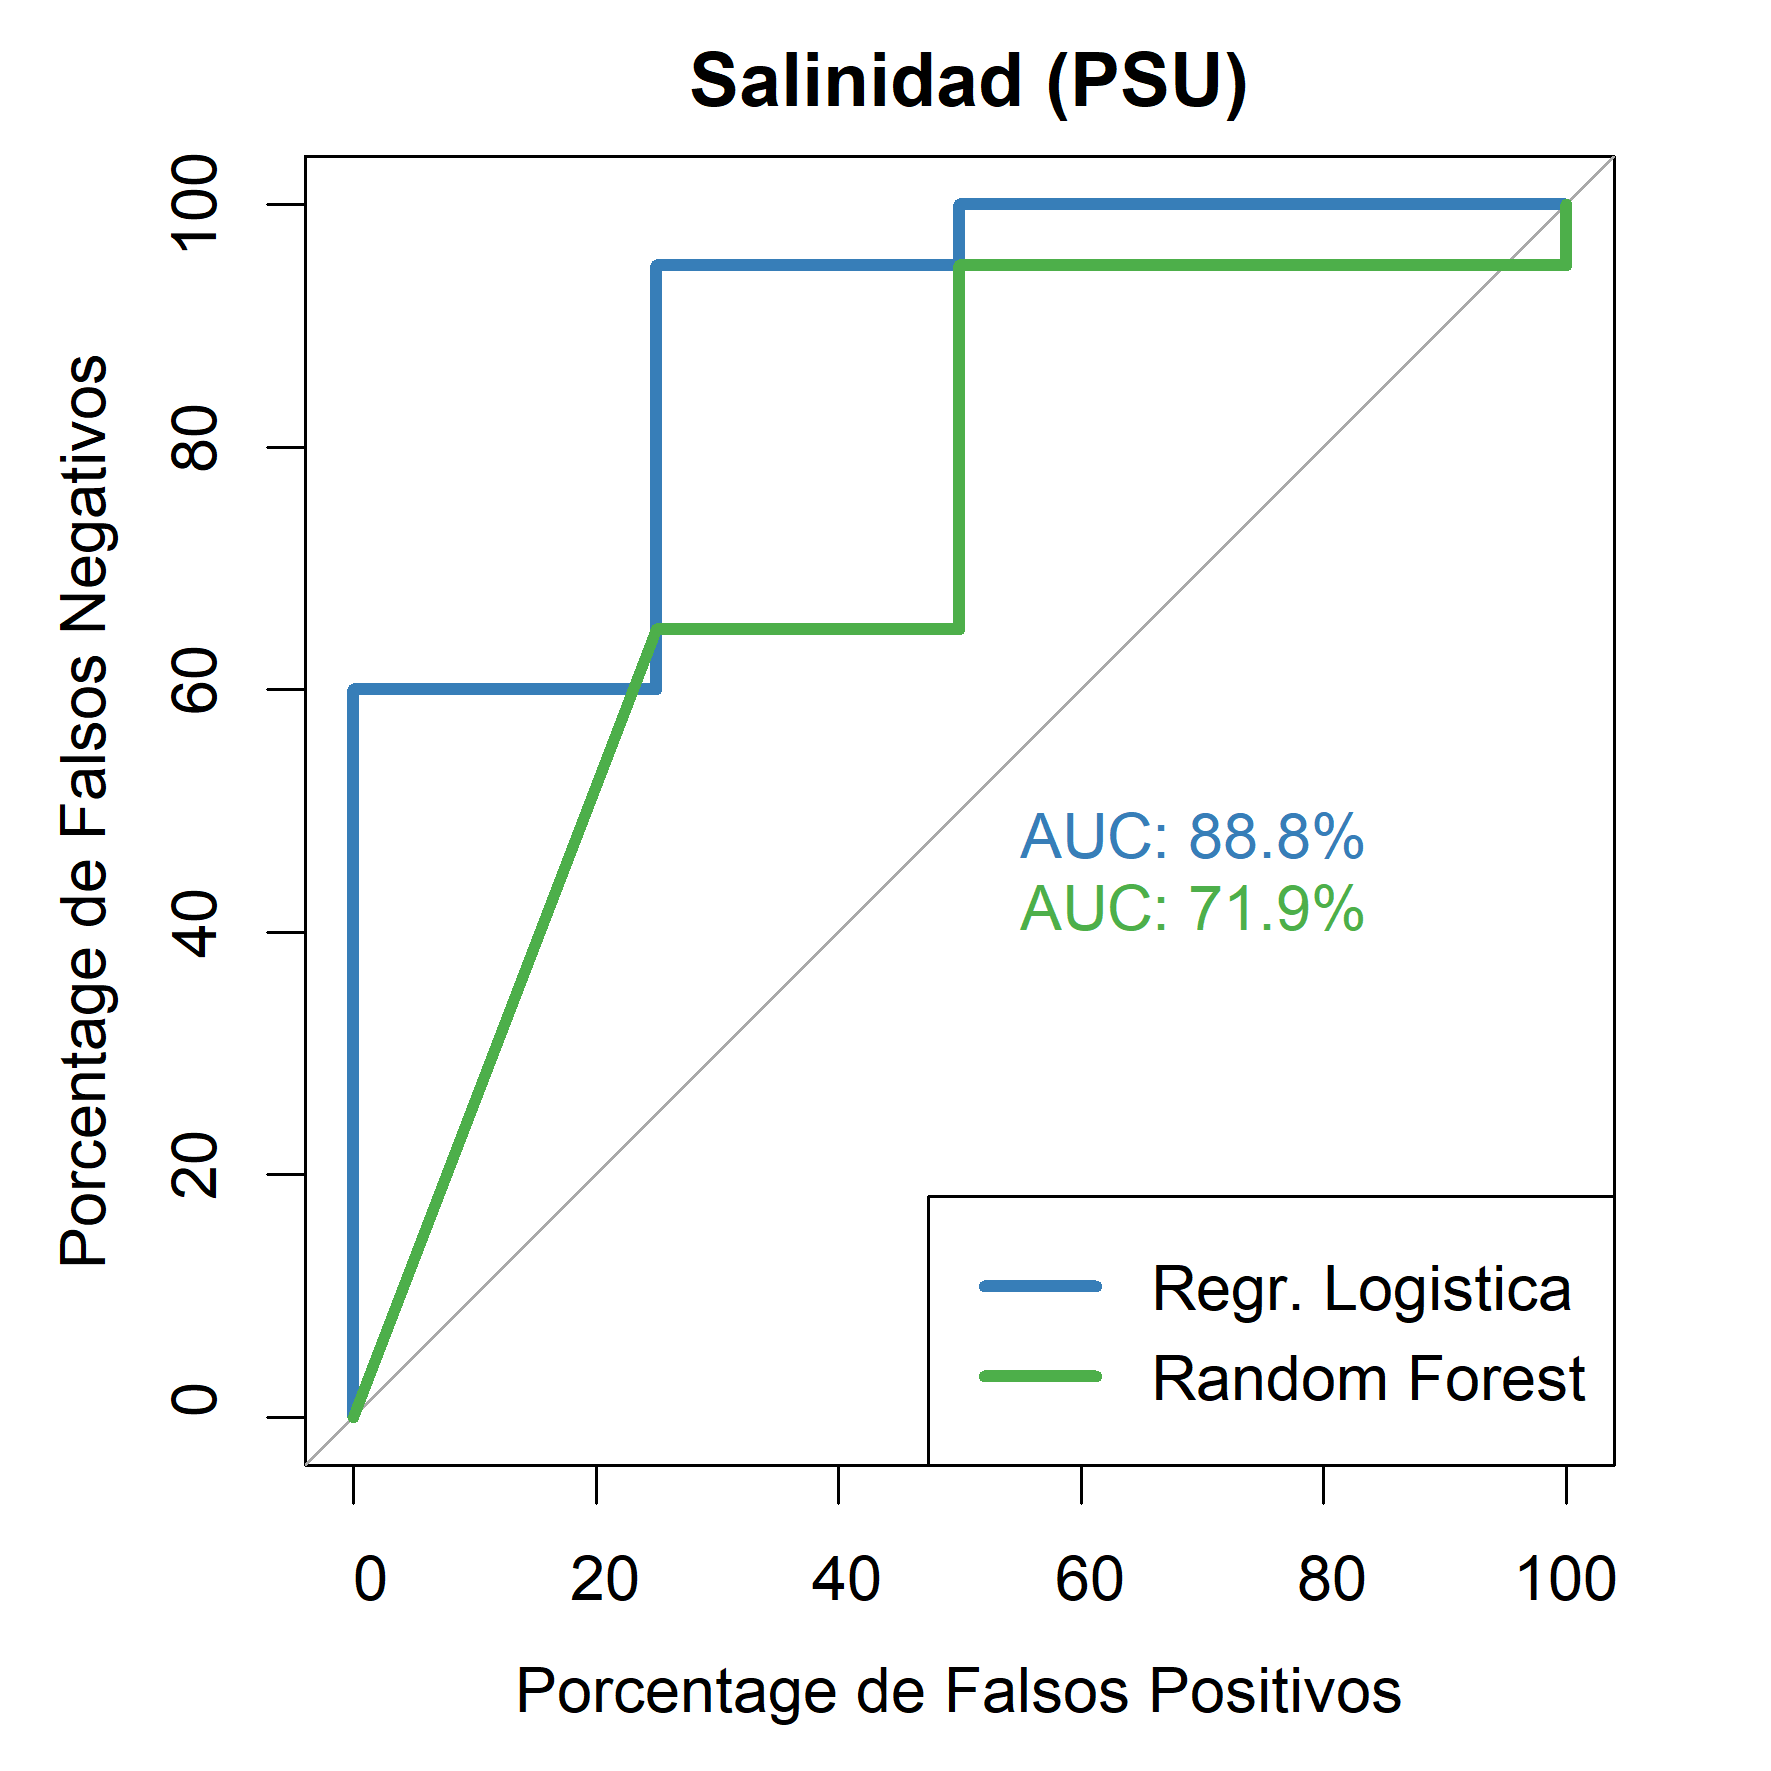 Salinidad (PSU)
100
80
60
40
20
0
Porcentage de Falsos Negativos
AUC: 88.8%
AUC: 71.9%
Regr. Logistica
Random Forest
0 20 40 60 80 100
Porcentage de Falsos Positivos